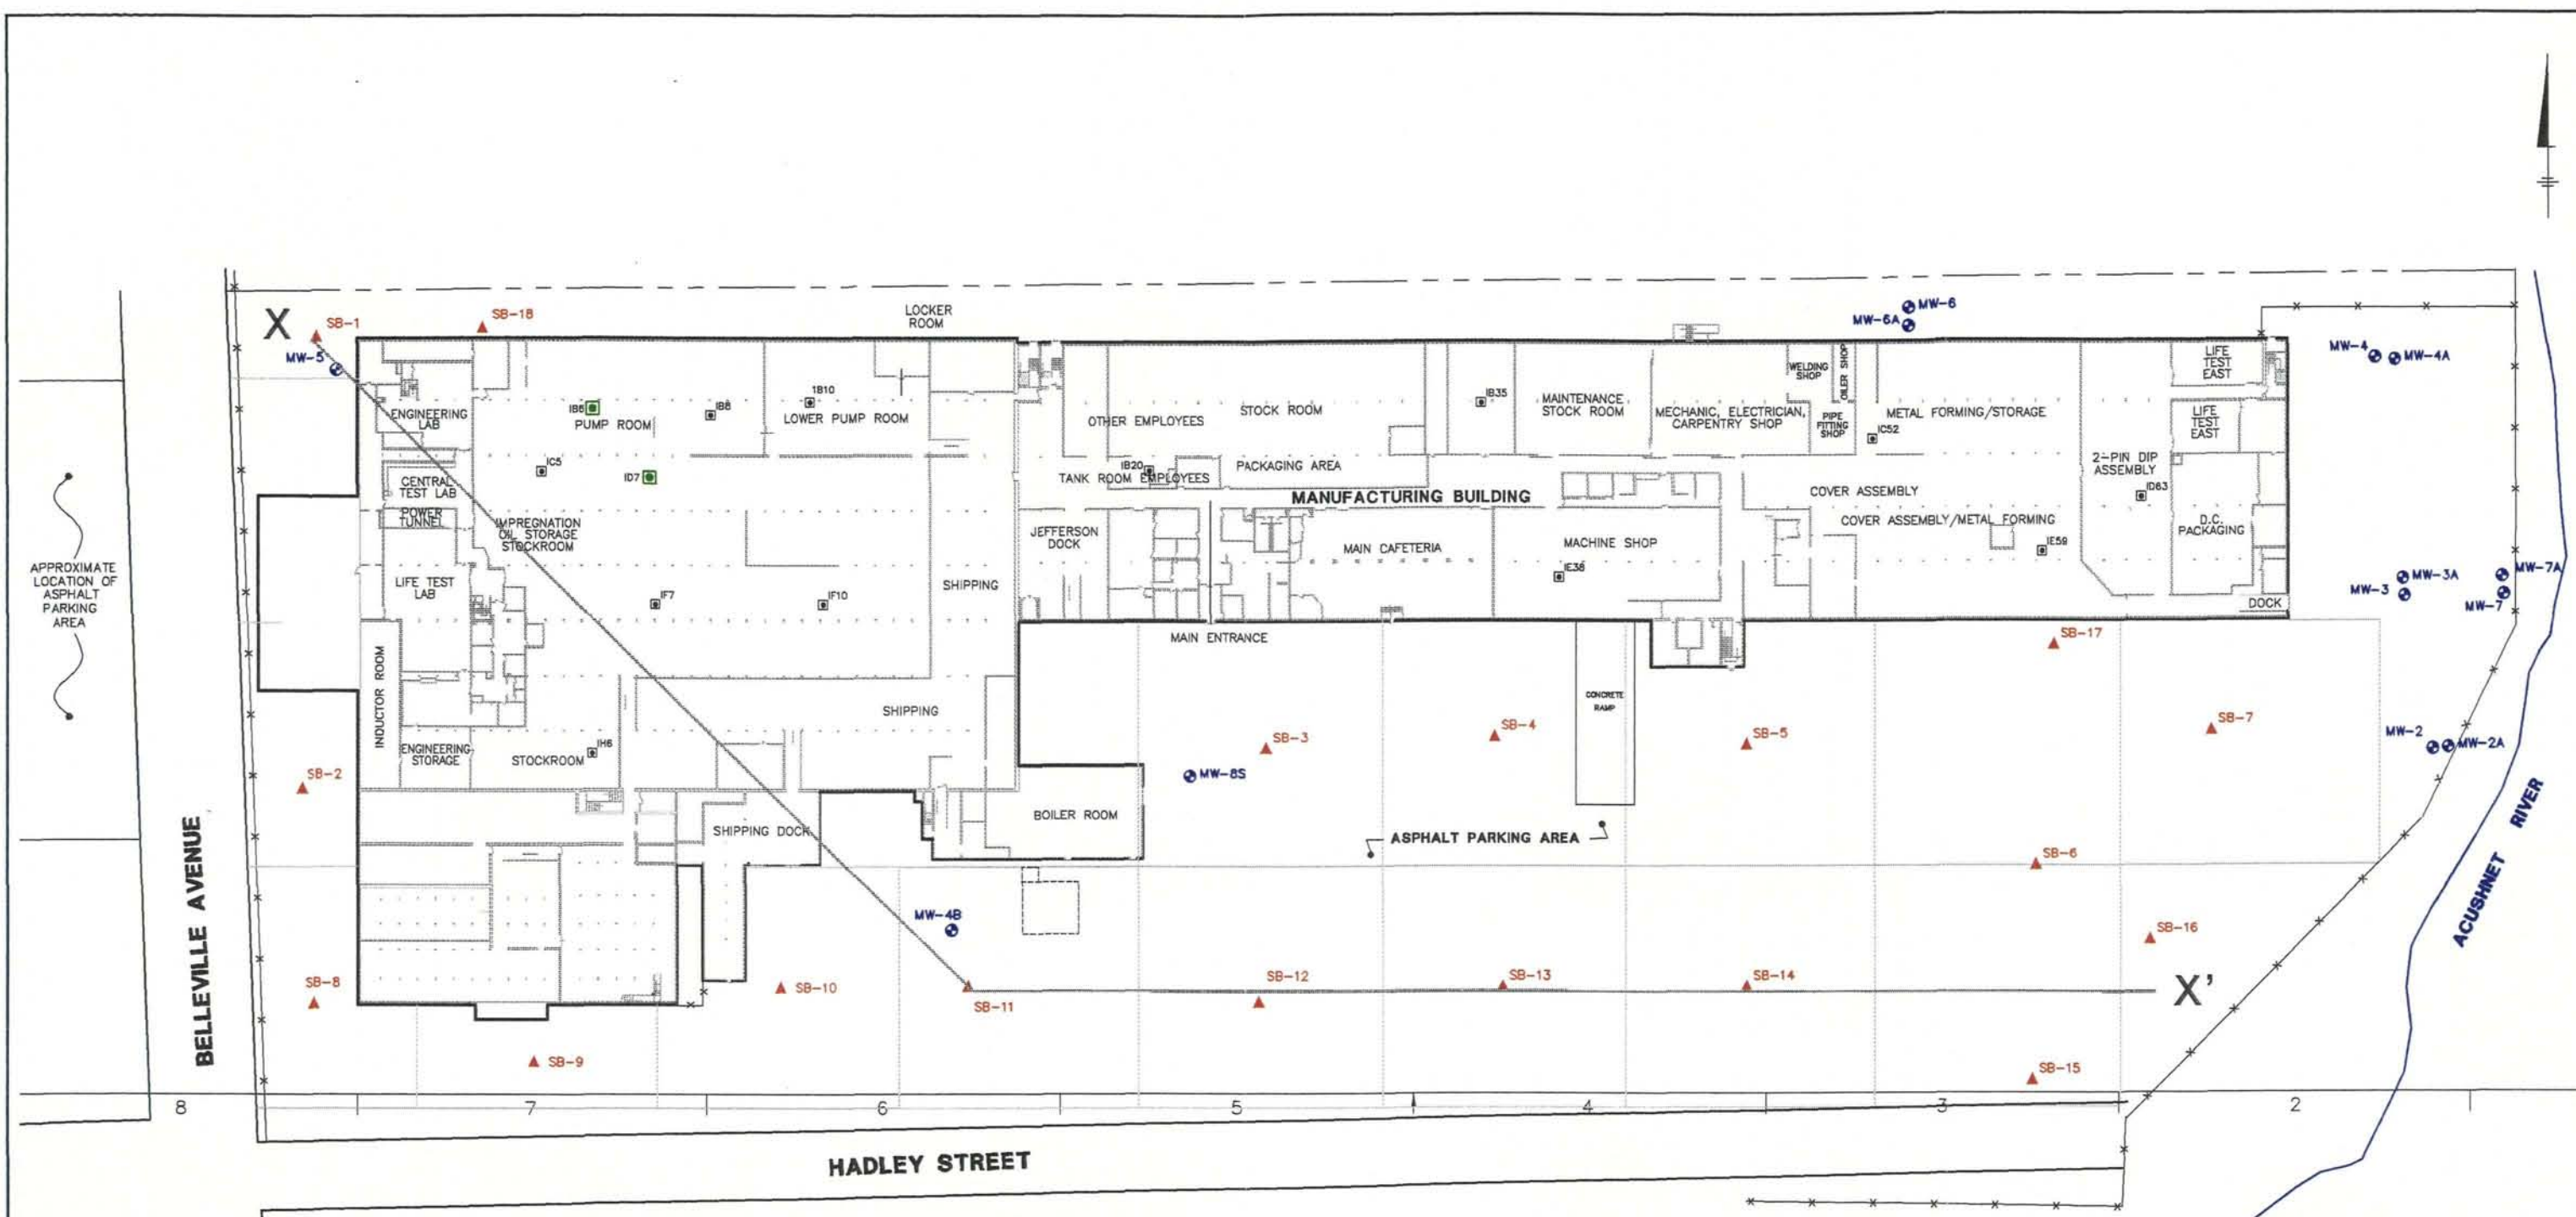 LOCKER
ROOM
X
SB-1
SB-18
MW-5
MW-6
MW-6A
MW-4
MW-4A
ENGINEERING
LAB
IB6
PUMP ROOM
IB8
1B10
LOWER PUMP ROOM
OTHER EMPLOYEES
STOCK ROOM
IB35
MAINTENANCE
STOCK ROOM
MECHANIC, ELECTRICIAN,
CARPENTRY SHOP
WELDING
SHOP
OILER SHOP
PIPE
FITTING
SHOP
METAL FORMING/STORAGE
IC52
LIFE
TEST
EAST
LIFE
TEST
EAST
2-PIN DIP
ASSEMBLY
ID63
IC5
ID7
CENTRAL
TEST LAB
POWER
TUNNEL
IMPREGNATION
OIL STORAGE
STOCKROOM
IB20
TANK ROOM EMPLOYEES
PACKAGING AREA
MANUFACTURING BUILDING
COVER ASSEMBLY
COVER ASSEMBLY/METAL FORMING
IE59
D.C.
PACKAGING
JEFFERSON
DOCK
MAIN CAFETERIA
MACHINE SHOP
IE38
APPROXIMATE
LOCATION OF
ASPHALT
PARKING
AREA
LIFE TEST
LAB
IF7
IF10
SHIPPING
MW-3A
MW-3
MW-7A
MW-7
DOCK
MAIN ENTRANCE
SB-17
INDUCTOR ROOM
SHIPPING
CONCRETE
RAMP
SB-3
SB-4
SB-5
SB-7
MW-2
MW-2A
ENGINEERING
STORAGE
STOCKROOM
IH6
SB-2
MW-8S
BOILER ROOM
SHIPPING DOCK
ASPHALT PARKING AREA
SB-6
ACUSHNET RIVER
BELLEVILLE AVENUE
MW-4B
SB-16
SB-8
SB-10
SB-11
SB-12
SB-13
SB-14
X'
SB-9
SB-15
8
7
6
5
4
3
2
HADLEY STREET